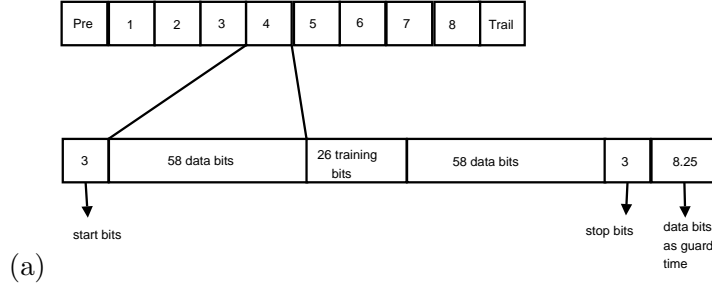 Pre 1 2 3 4 5 6 7 8 Trail
3 58 data bits 26 training bits 58 data bits 3 8.25
start bits
stop bits
data bits as guard time
(a)